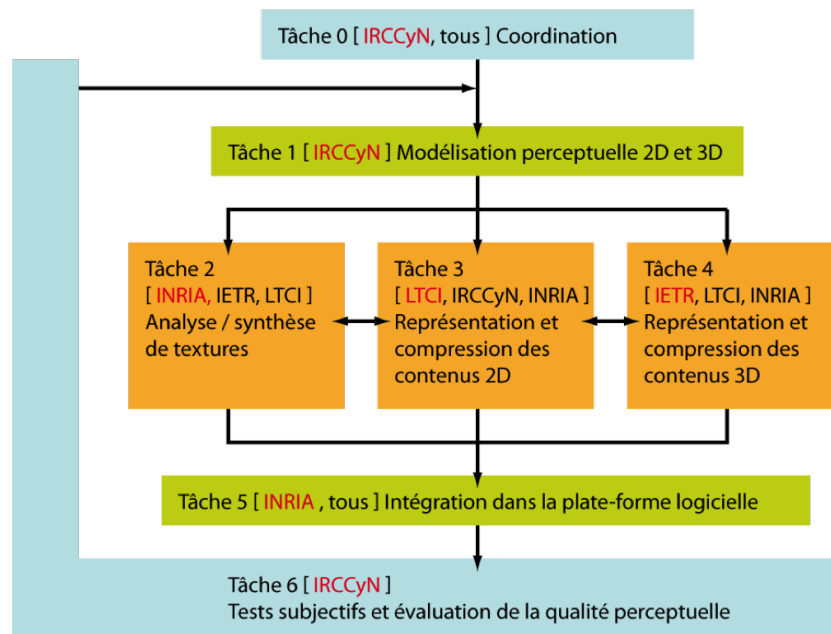 Tâche 0 [ IRCCyN, tous ] Coordination
Tâche 1 [ IRCCyN ] Modélisation perceptuelle 2D et 3D
Tâche 2
[ INRIA, IETR, LTCI ]
Analyse / synthèse
de textures
Tâche 3
[ LTCI, IRCCyN, INRIA ]
Représentation et
compression des
contenus 2D
Tâche 4
[ IETR, LTCI, INRIA ]
Représentation et
compression des
contenus 3D
Tâche 5 [ INRIA , tous ] Intégration dans la plate-forme logicielle
Tâche 6 [ IRCCyN ]
Tests subjectifs et évaluation de la qualité perceptuelle